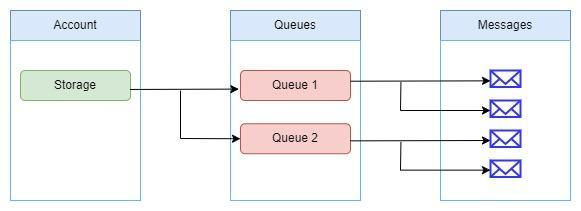 Account
Queues
Messages
Storage
Queue 1
Queue 2